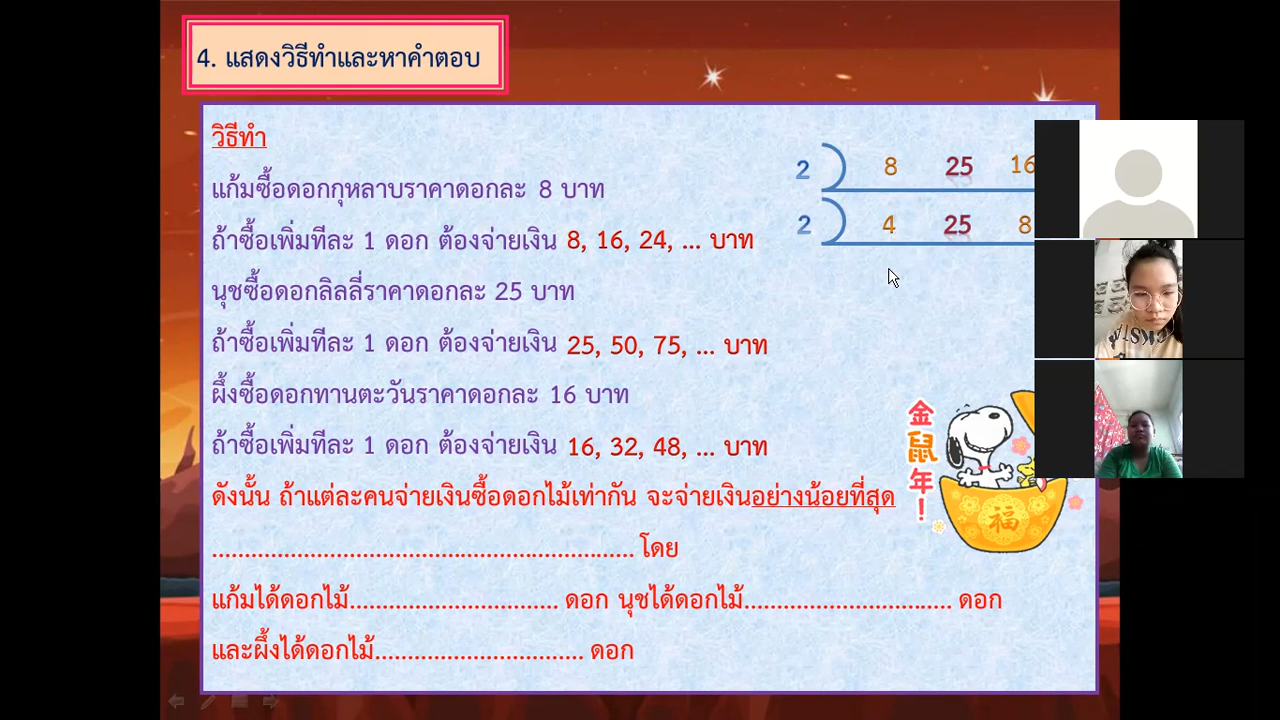 4. แสดงวิธีทำและหาคำตอบ
วิธีทำ
แก้มซื้อดอกกุหลาบราคาดอกละ 8 บาท
ถ้าซื้อเพิ่มทีละ 1 ดอก ต้องจ่ายเงิน 8, 16, 24, ... บาท
นุชซื้อดอกลิลลี่ราคาดอกละ 25 บาท
ถ้าซื้อเพิ่มทีละ 1 ดอก ต้องจ่ายเงิน 25, 50, 75, ... บาท
ผึ้งซื้อดอกทานตะวันราคาดอกละ 16 บาท
ถ้าซื้อเพิ่มทีละ 1 ดอก ต้องจ่ายเงิน 16, 32, 48, ... บาท
ดังนั้น ถ้าแต่ละคนจ่ายเงินซื้อดอกไม้เท่ากัน จะจ่ายเงินอย่างน้อยที่สุด
................................................................ โดย
แก้มได้ดอกไม้................................ ดอก นุชได้ดอกไม้................................ ดอก
และผึ้งได้ดอกไม้................................ ดอก
2 8 25 16
2 4 25 8
金鼠年!
福